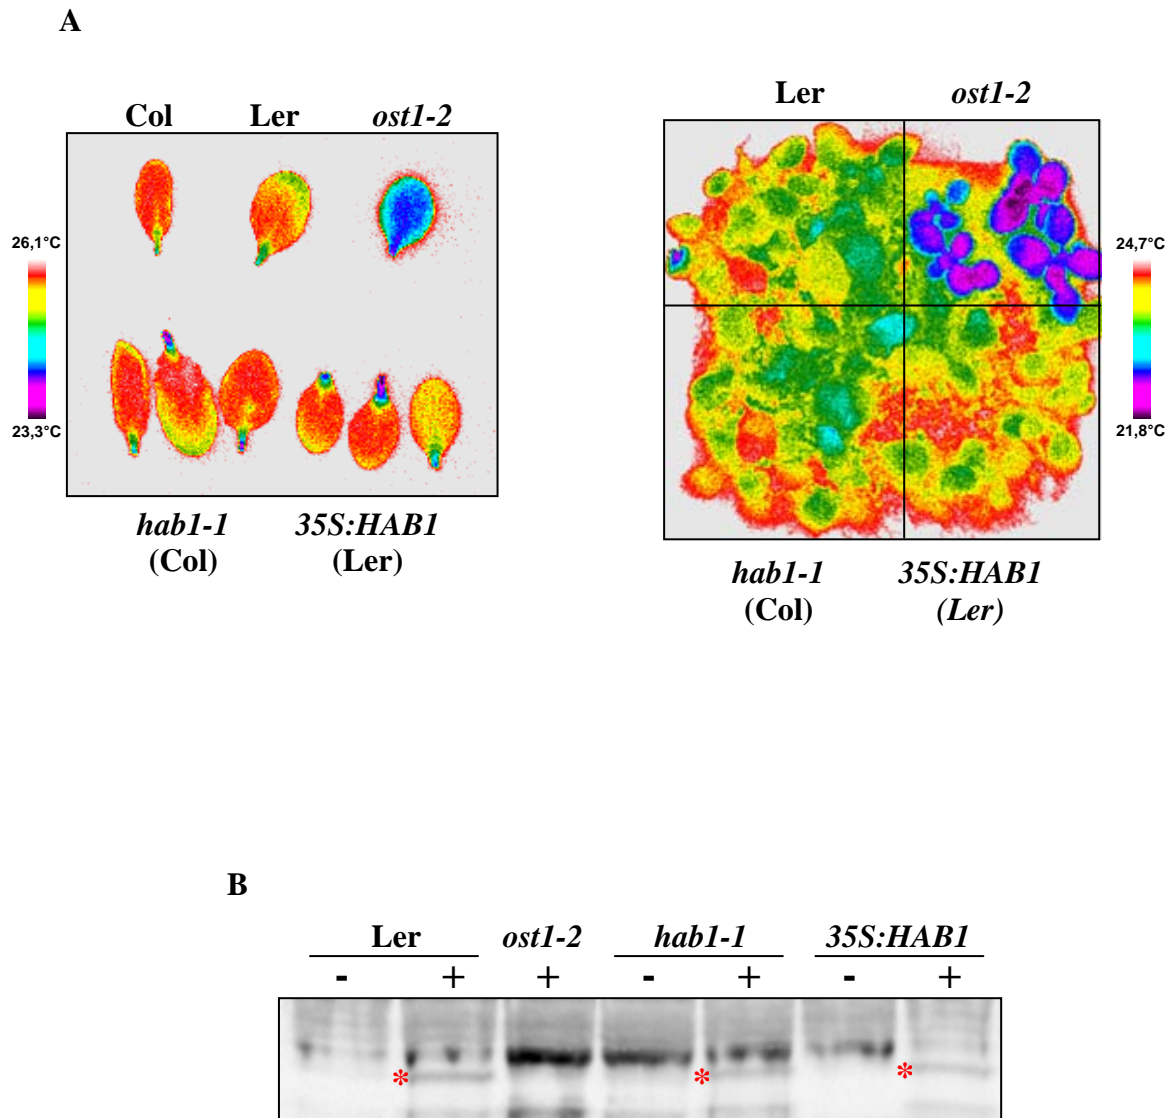 A
Col Ler ost1-2
26,1°C
23,3°C
hab1-1 35S:HAB1
(Col) (Ler)
Ler ost1-2
24,7°C
21,8°C
hab1-1 35S:HAB1
(Col) (Ler)
B
Ler ost1-2 hab1-1 35S:HAB1
- + + - + - +
* * *